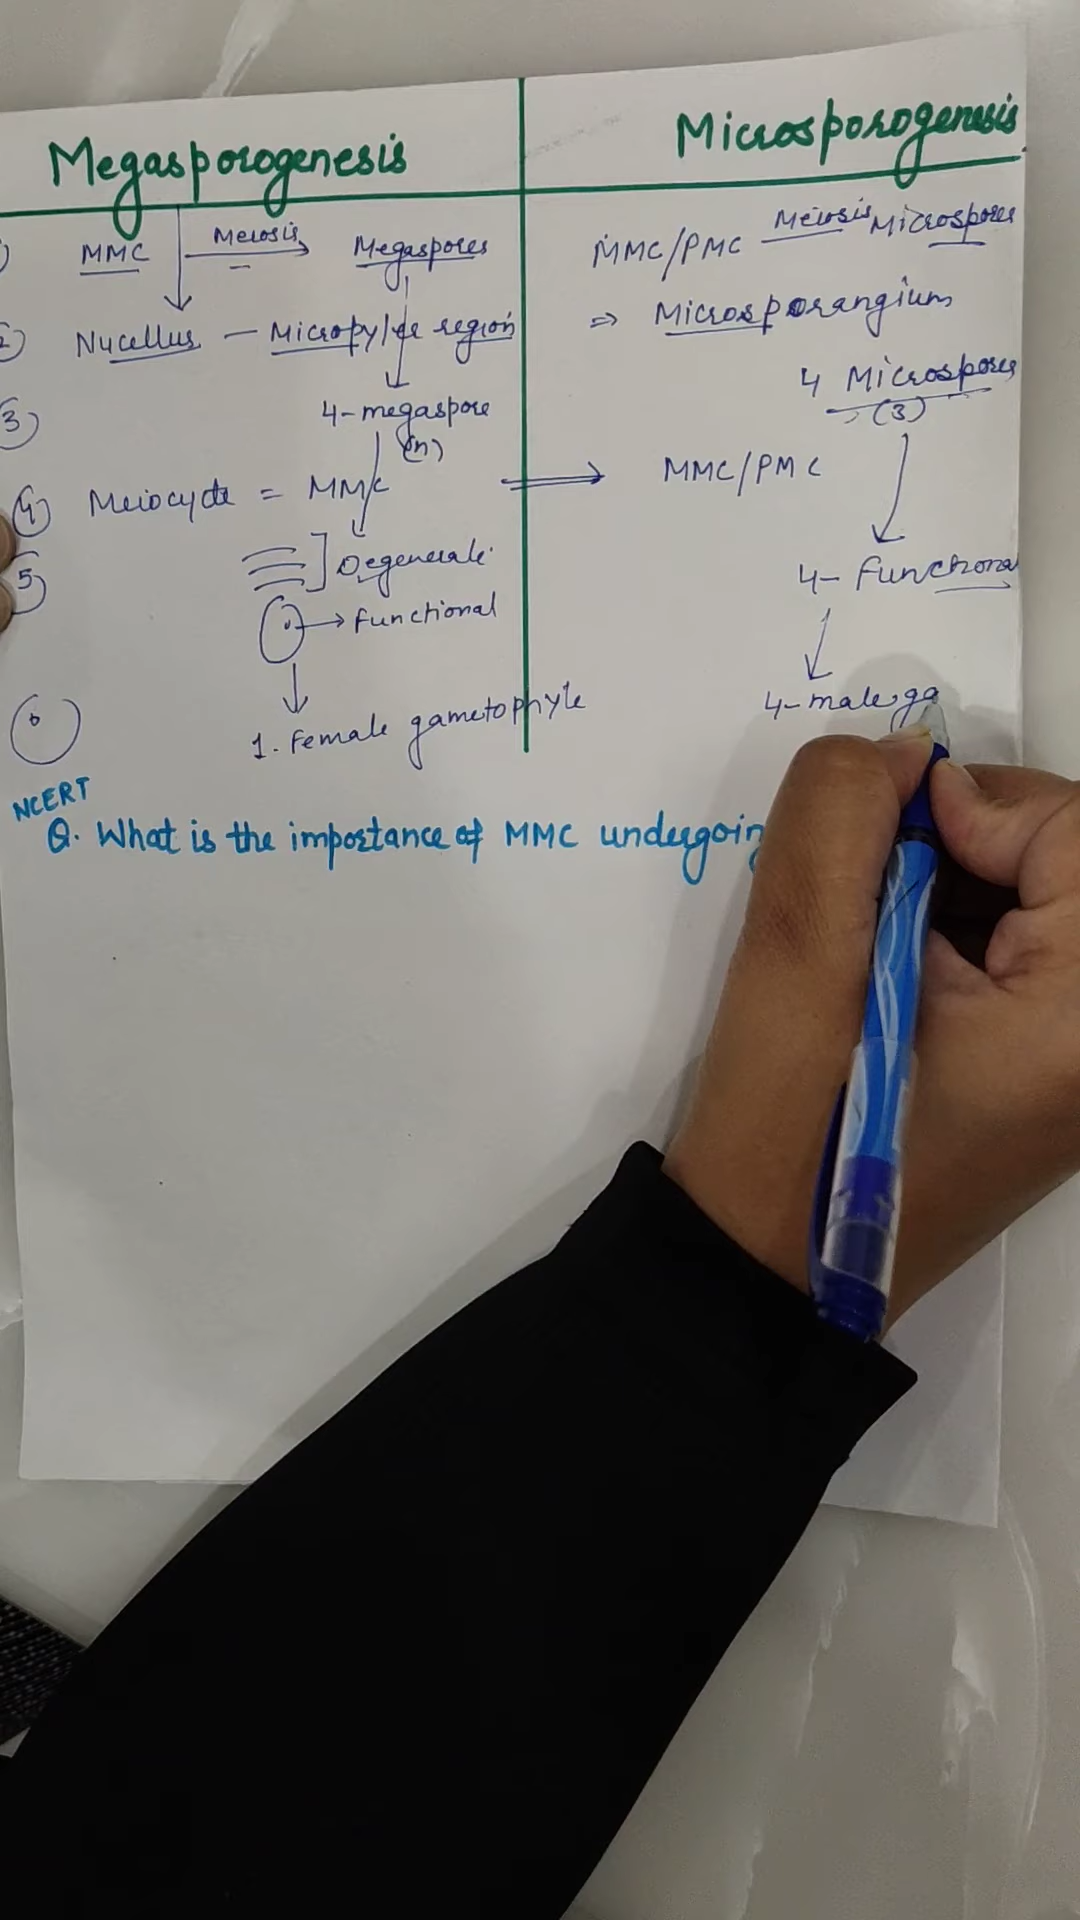 Megasporogenesis
Microsporogenesis
MMC Meiosis Megaspores
MMC/PMC Meiosis Microspores
2) Nucellus — Micropylar region
⇒ Microsporangium
3) 4-megaspore
(n)
4 Microspores
(3)
4) Meiocyte = MMC
MMC/PMC
5) Degenerate
4- Functional
→ Functional
6
1. Female gametophyte
4-male ga
NCERT
Q. What is the importance of MMC undergoing